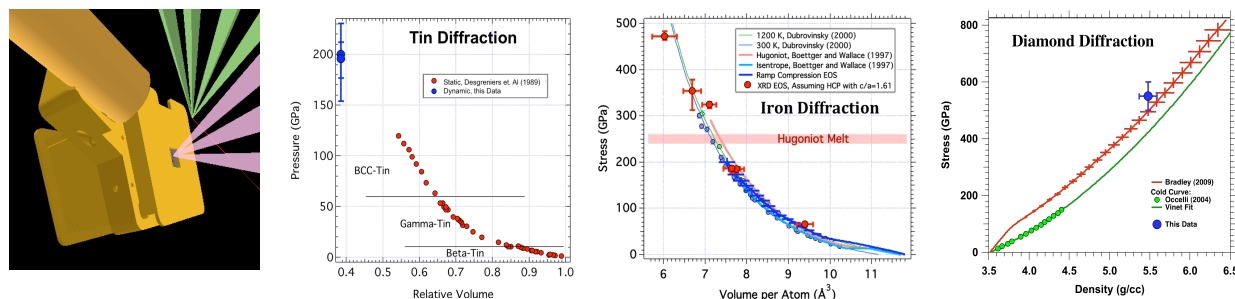 Tin Diffraction
Static, Desgreniers et. Al (1989)
Dynamic, this Data
BCC-Tin
Gamma-Tin
Beta-Tin
Pressure (GPa)
200
150
100
50
0
0.4
0.5
0.6
0.7
0.8
0.9
1.0
Relative Volume
1200 K, Dubrovinsky (2000)
300 K, Dubrovinsky (2000)
Hugoniot, Boettger and Wallace (1997)
Isentrope, Boettger and Wallace (1997)
Ramp Compression EOS
XRD EOS, Assuming HCP with c/a=1.61
Iron Diffraction
Hugoniot Melt
Stress (GPa)
500
400
300
200
100
0
6
7
8
9
10
11
Volume per Atom (Å³)
Diamond Diffraction
Bradley (2009)
Cold Curve:
Occelli (2004)
Vinet Fit
This Data
Stress (GPa)
800
600
400
200
0
3.5
4.0
4.5
5.0
5.5
6.0
6.5
Density (g/cc)